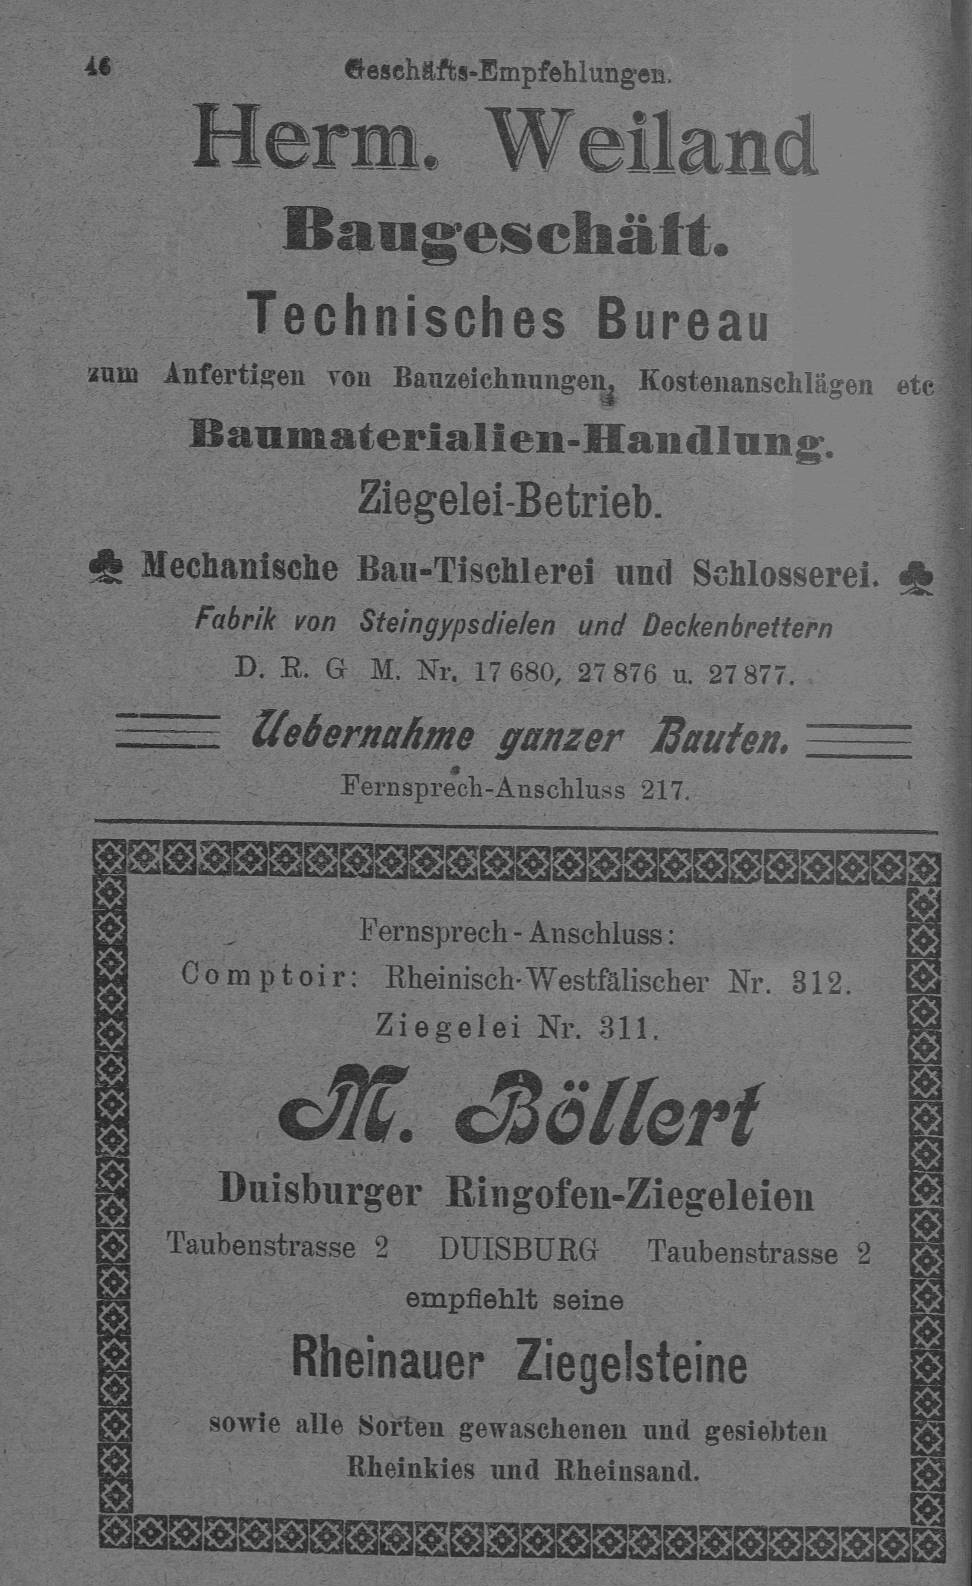 46
Geschäfts-Empfehlungen.
Herm. Weiland
Baugeschäft.
Technisches Bureau
zum Anfertigen von Bauzeichnungen, Kostenanschlägen etc
Baumaterialien-Handlung.
Ziegelei-Betrieb.
Mechanische Bau-Tischlerei und Schlosserei.
Fabrik von Steingypsdielen und Deckenbrettern
D. R. G M. Nr. 17 680, 27 876 u. 27 877.
Uebernahme ganzer Bauten.
Fernsprech-Anschluss 217.
Fernsprech-Anschluss:
Comptoir: Rheinisch-Westfälischer Nr. 312.
Ziegelei Nr. 311.
M. Böllert
Duisburger Ringofen-Ziegeleien
Taubenstrasse 2 DUISBURG Taubenstrasse 2
empfiehlt seine
Rheinauer Ziegelsteine
sowie alle Sorten gewaschenen und gesiebten
Rheinkies und Rheinsand.